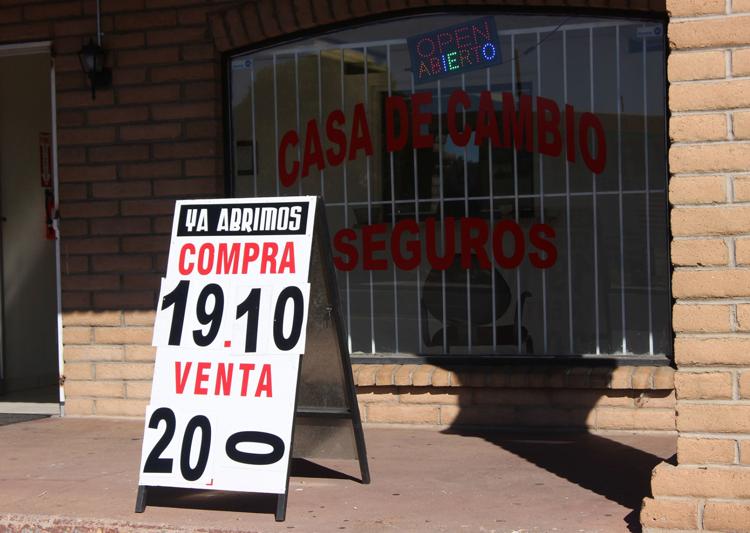 OPEN
ABIERTO
CASA DE CAMBIO
SEGUROS
YA ABRIMOS
COMPRA
19.10
VENTA
20 0